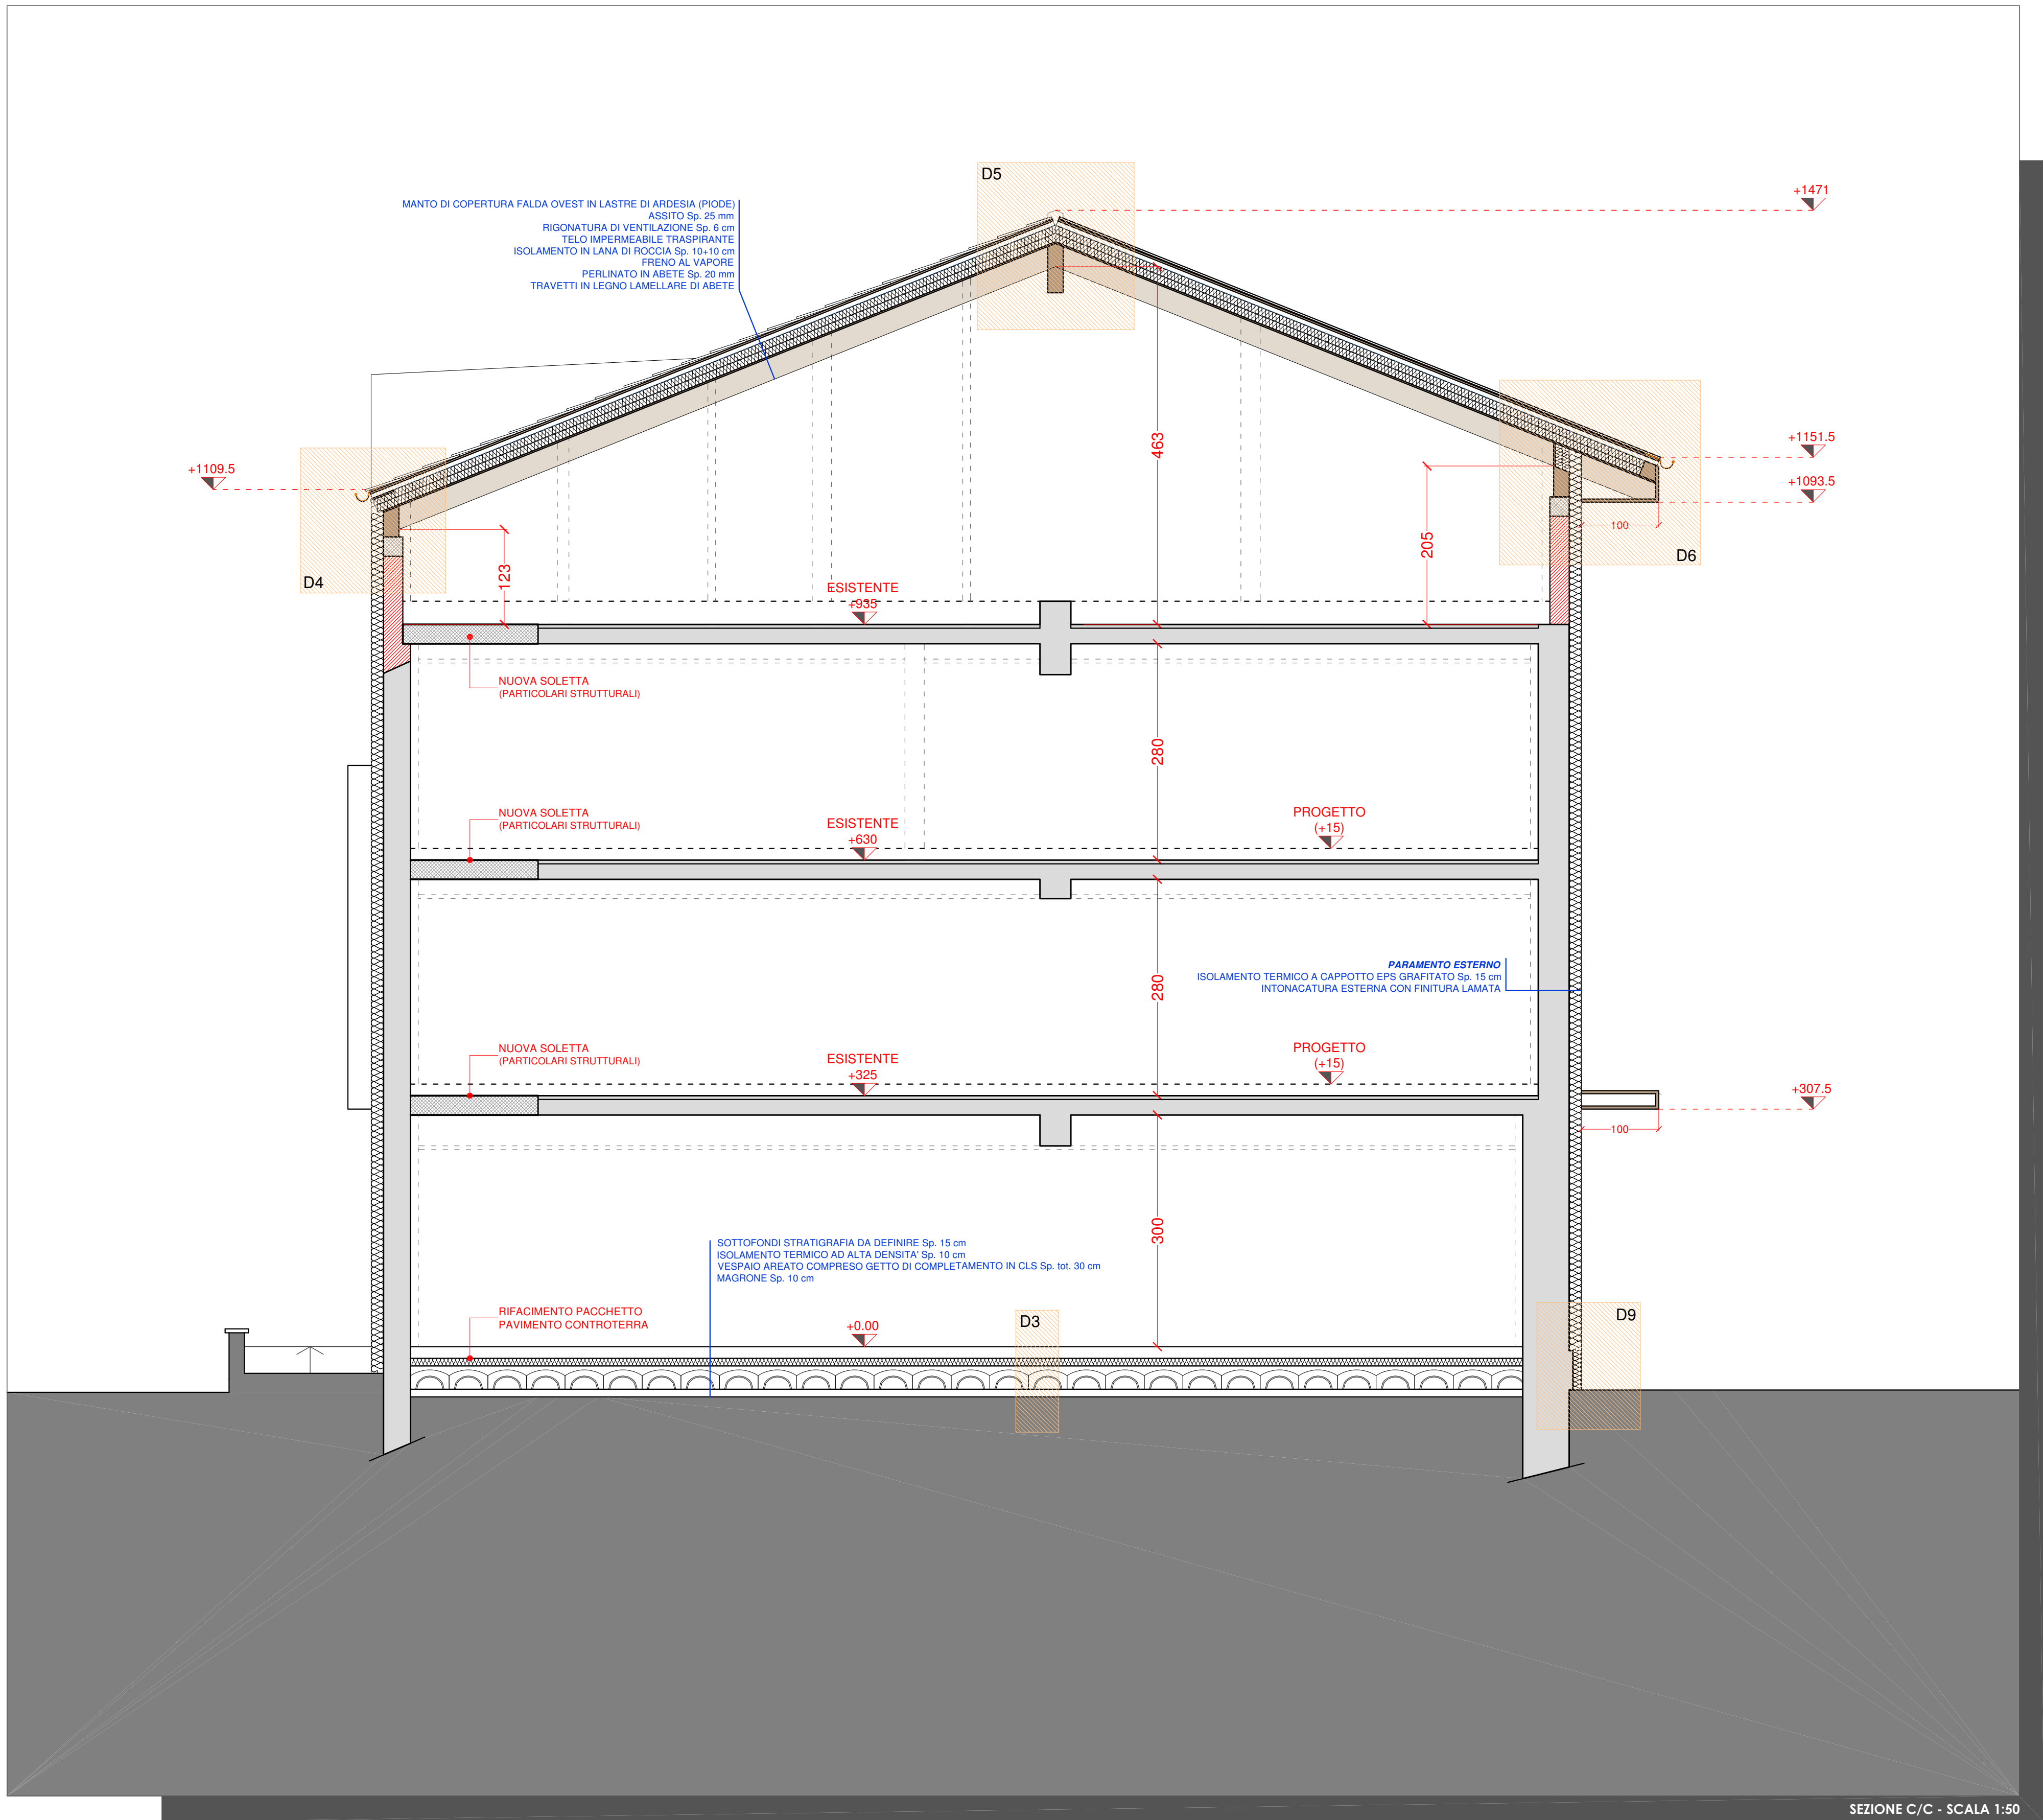 D5
+1471
MANTO DI COPERTURA FALDA OVEST IN LASTRE DI ARDESIA (PIODE)
ASSITO Sp. 25 mm
RIGONATURA DI VENTILAZIONE Sp. 6 cm
TELO IMPERMEABILE TRASPIRANTE
ISOLAMENTO IN LANA DI ROCCIA Sp. 10+10 cm
FRENO AL VAPORE
PERLINATO IN ABETE Sp. 20 mm
TRAVETTI IN LEGNO LAMELLARE DI ABETE
+1151.5
463
+1109.5
+1093.5
100
205
D6
123
D4
ESISTENTE
+935
NUOVA SOLETTA
(PARTICOLARI STRUTTURALI)
280
NUOVA SOLETTA
(PARTICOLARI STRUTTURALI)
ESISTENTE
+630
PROGETTO
(+15)
PARAMENTO ESTERNO
ISOLAMENTO TERMICO A CAPPOTTO EPS GRAFITATO Sp. 15 cm
INTONACATURA ESTERNA CON FINITURA LAMATA
280
NUOVA SOLETTA
(PARTICOLARI STRUTTURALI)
ESISTENTE
+325
PROGETTO
(+15)
+307.5
100
300
SOTTOFONDI STRATIGRAFIA DA DEFINIRE Sp. 15 cm
ISOLAMENTO TERMICO AD ALTA DENSITA' Sp. 10 cm
VESPAIO AREATO COMPRESO GETTO DI COMPLETAMENTO IN CLS Sp. tot. 30 cm
MAGRONE Sp. 10 cm
RIFACIMENTO PACCHETTO
PAVIMENTO CONTROTERRA
+0.00
D3
D9
SEZIONE C/C - SCALA 1:50